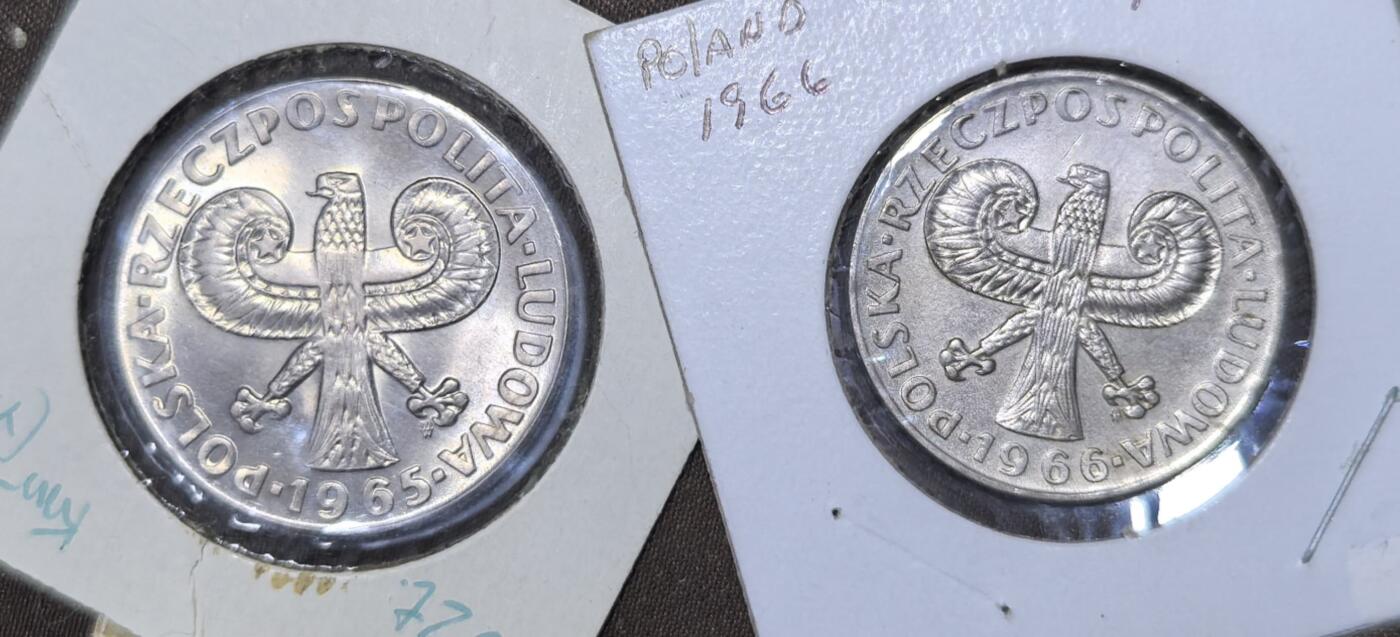 POLSKA·RZECZPOSPOLITA·LUDOWA
·1965·
POLAND
1966
POLSKA·RZECZPOSPOLITA·LUDOWA
·1966·